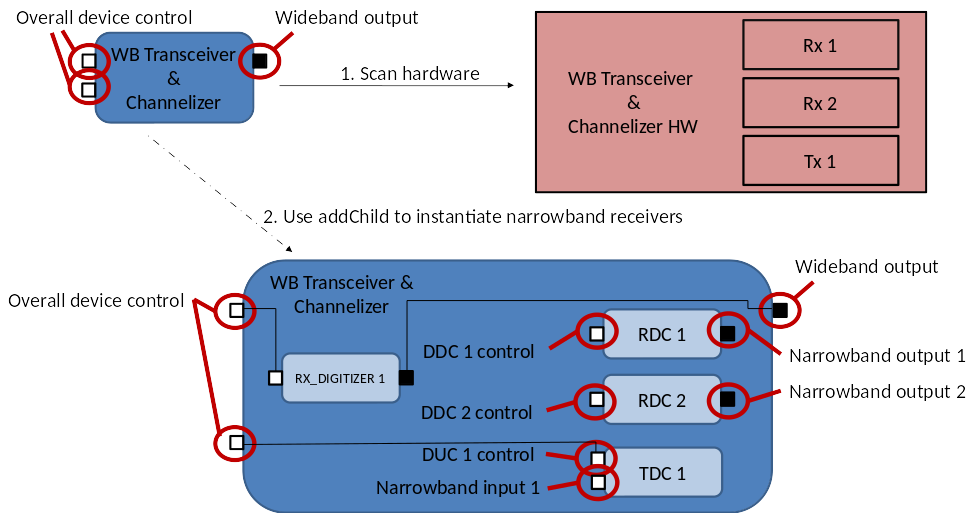 Overall device control
Wideband output
WB Transceiver
&
Channelizer
1. Scan hardware
WB Transceiver
&
Channelizer HW
Rx 1
Rx 2
Tx 1
2. Use addChild to instantiate narrowband receivers
WB Transceiver &
Channelizer
Wideband output
Overall device control
RX_DIGITIZER 1
DDC 1 control
RDC 1
Narrowband output 1
DDC 2 control
RDC 2
Narrowband output 2
DUC 1 control
Narrowband input 1
TDC 1